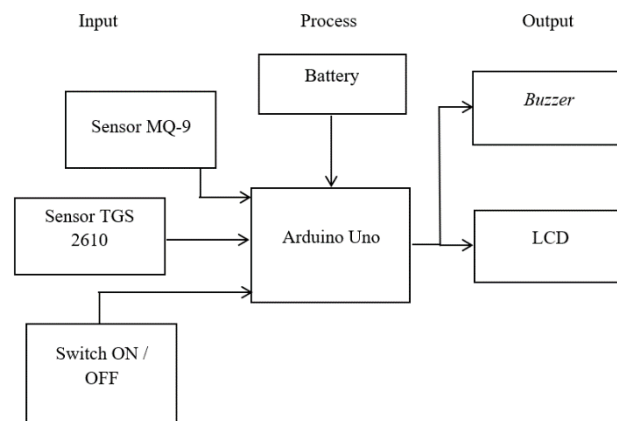 Input
Process
Output
Battery
Buzzer
Sensor MQ-9
Sensor TGS
2610
Arduino Uno
LCD
Switch ON /
OFF